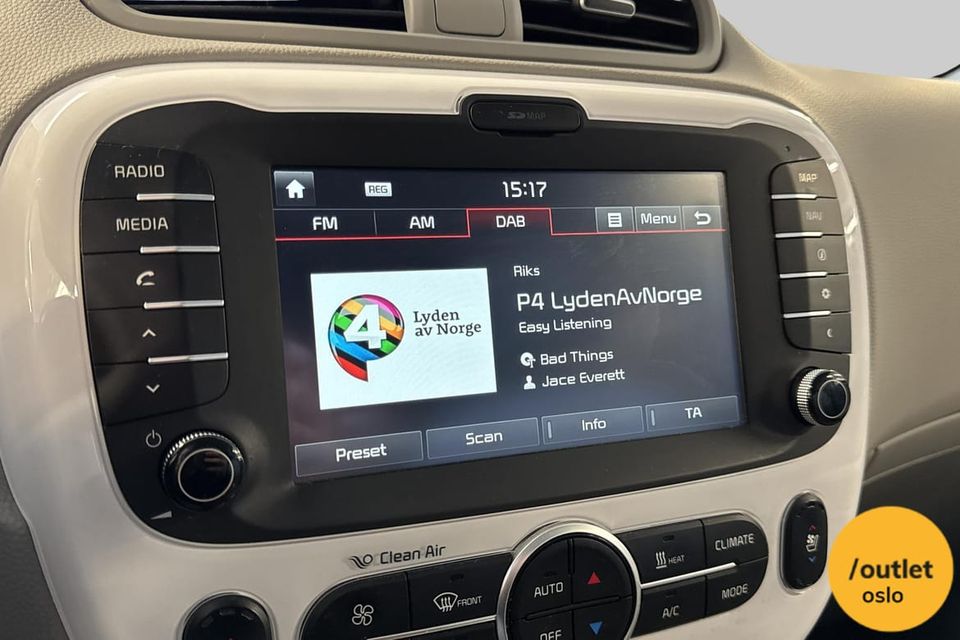 SD MAP
RADIO
MEDIA
REG
15:17
FM
AM
DAB
Menu
Riks
P4 LydenAvNorge
Easy Listening
Bad Things
Jace Everett
4
Lyden
av Norge
Preset
Scan
Info
TA
MAP
NAV
Clean Air
FRONT
AUTO
OFF
HEAT
CLIMATE
A/C
MODE
/outlet
oslo